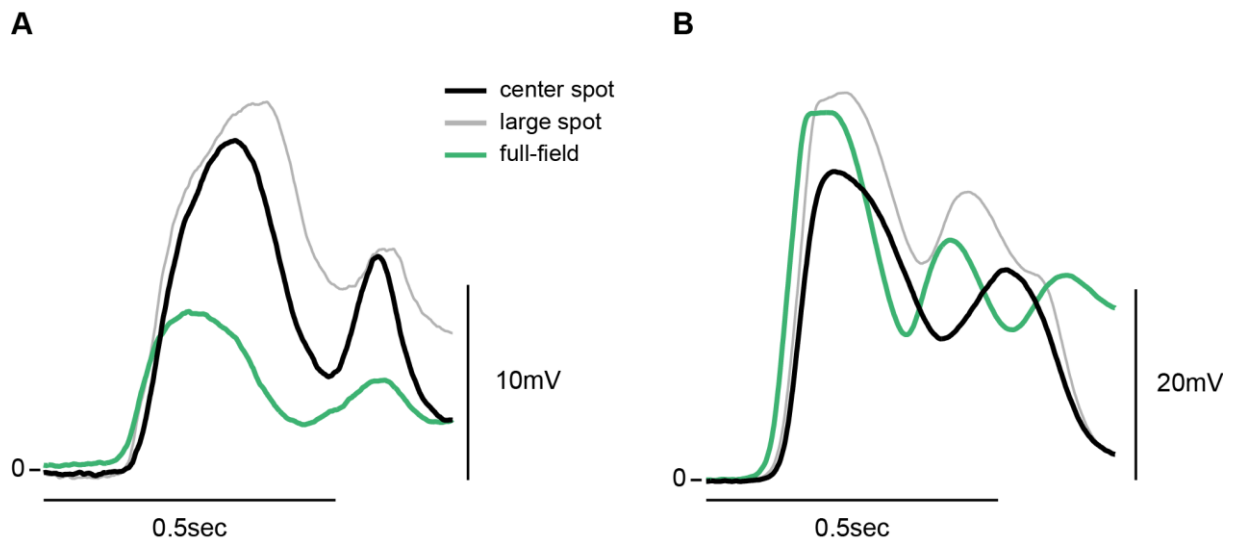 A
B
center spot
large spot
full-field
10mV
20mV
0
0
0.5sec
0.5sec